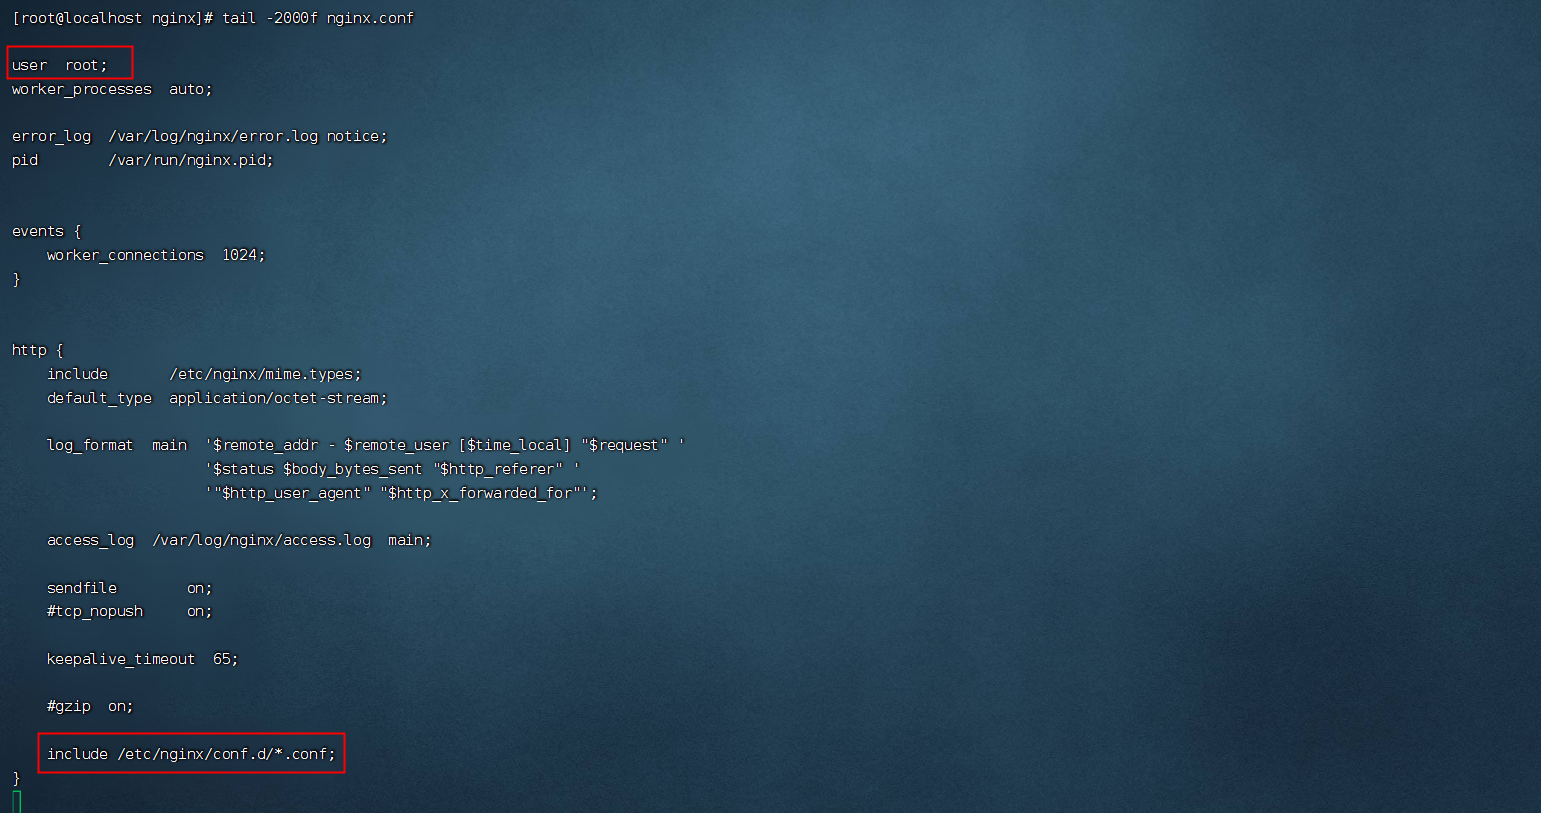 [root@localhost nginx]# tail -2000f nginx.conf
user  root;
worker_processes  auto;
error_log  /var/log/nginx/error.log notice;
pid        /var/run/nginx.pid;
events {
    worker_connections  1024;
}
http {
    include       /etc/nginx/mime.types;
    default_type  application/octet-stream;
    log_format  main  '$remote_addr - $remote_user [$time_local] "$request" '
                      '$status $body_bytes_sent "$http_referer" '
                      '"$http_user_agent" "$http_x_forwarded_for"';
    access_log  /var/log/nginx/access.log  main;
    sendfile        on;
    #tcp_nopush     on;
    keepalive_timeout  65;
    #gzip  on;
    include /etc/nginx/conf.d/*.conf;
}